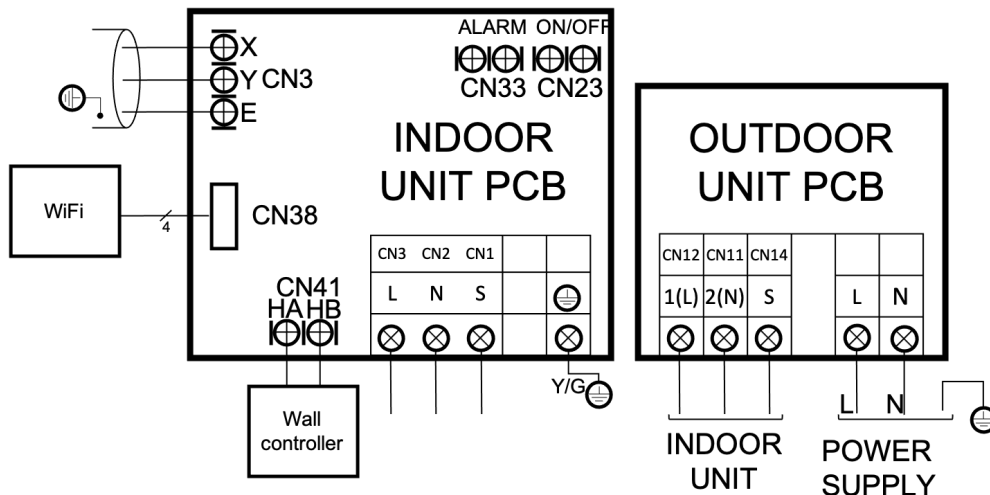 ALARM ON/OFF
X
Y CN3
E
CN33 CN23
INDOOR
UNIT PCB
WiFi
4
CN38
CN41
HA HB
CN3 CN2 CN1
L N S
Y/G
Wall
controller
OUTDOOR
UNIT PCB
CN12 CN11 CN14
1(L) 2(N) S L N
L N
INDOOR
UNIT
POWER
SUPPLY